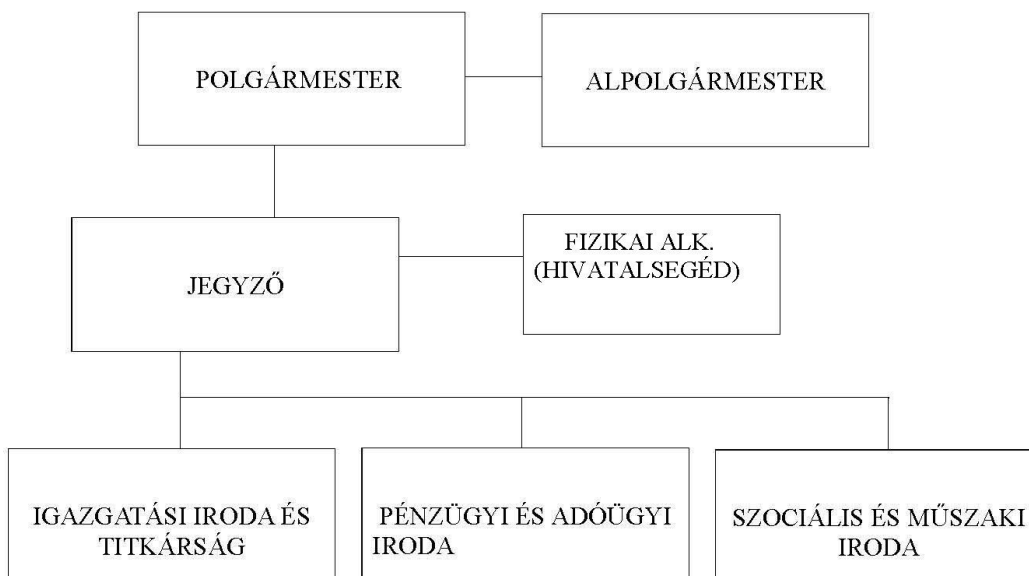 POLGÁRMESTER
ALPOLGÁRMESTER
JEGYZŐ
FIZIKAI ALK.
(HIVATALSEGÉD)
IGAZGATÁSI IRODA ÉS
TITKÁRSÁG
PÉNZÜGYI ÉS ADÓÜGYI
IRODA
SZOCIÁLIS ÉS MŰSZAKI
IRODA